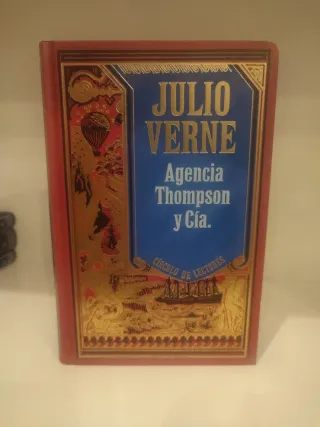 JULIO
VERNE
Agencia
Thompson
y Cía.
CÍRCULO DE LECTORES